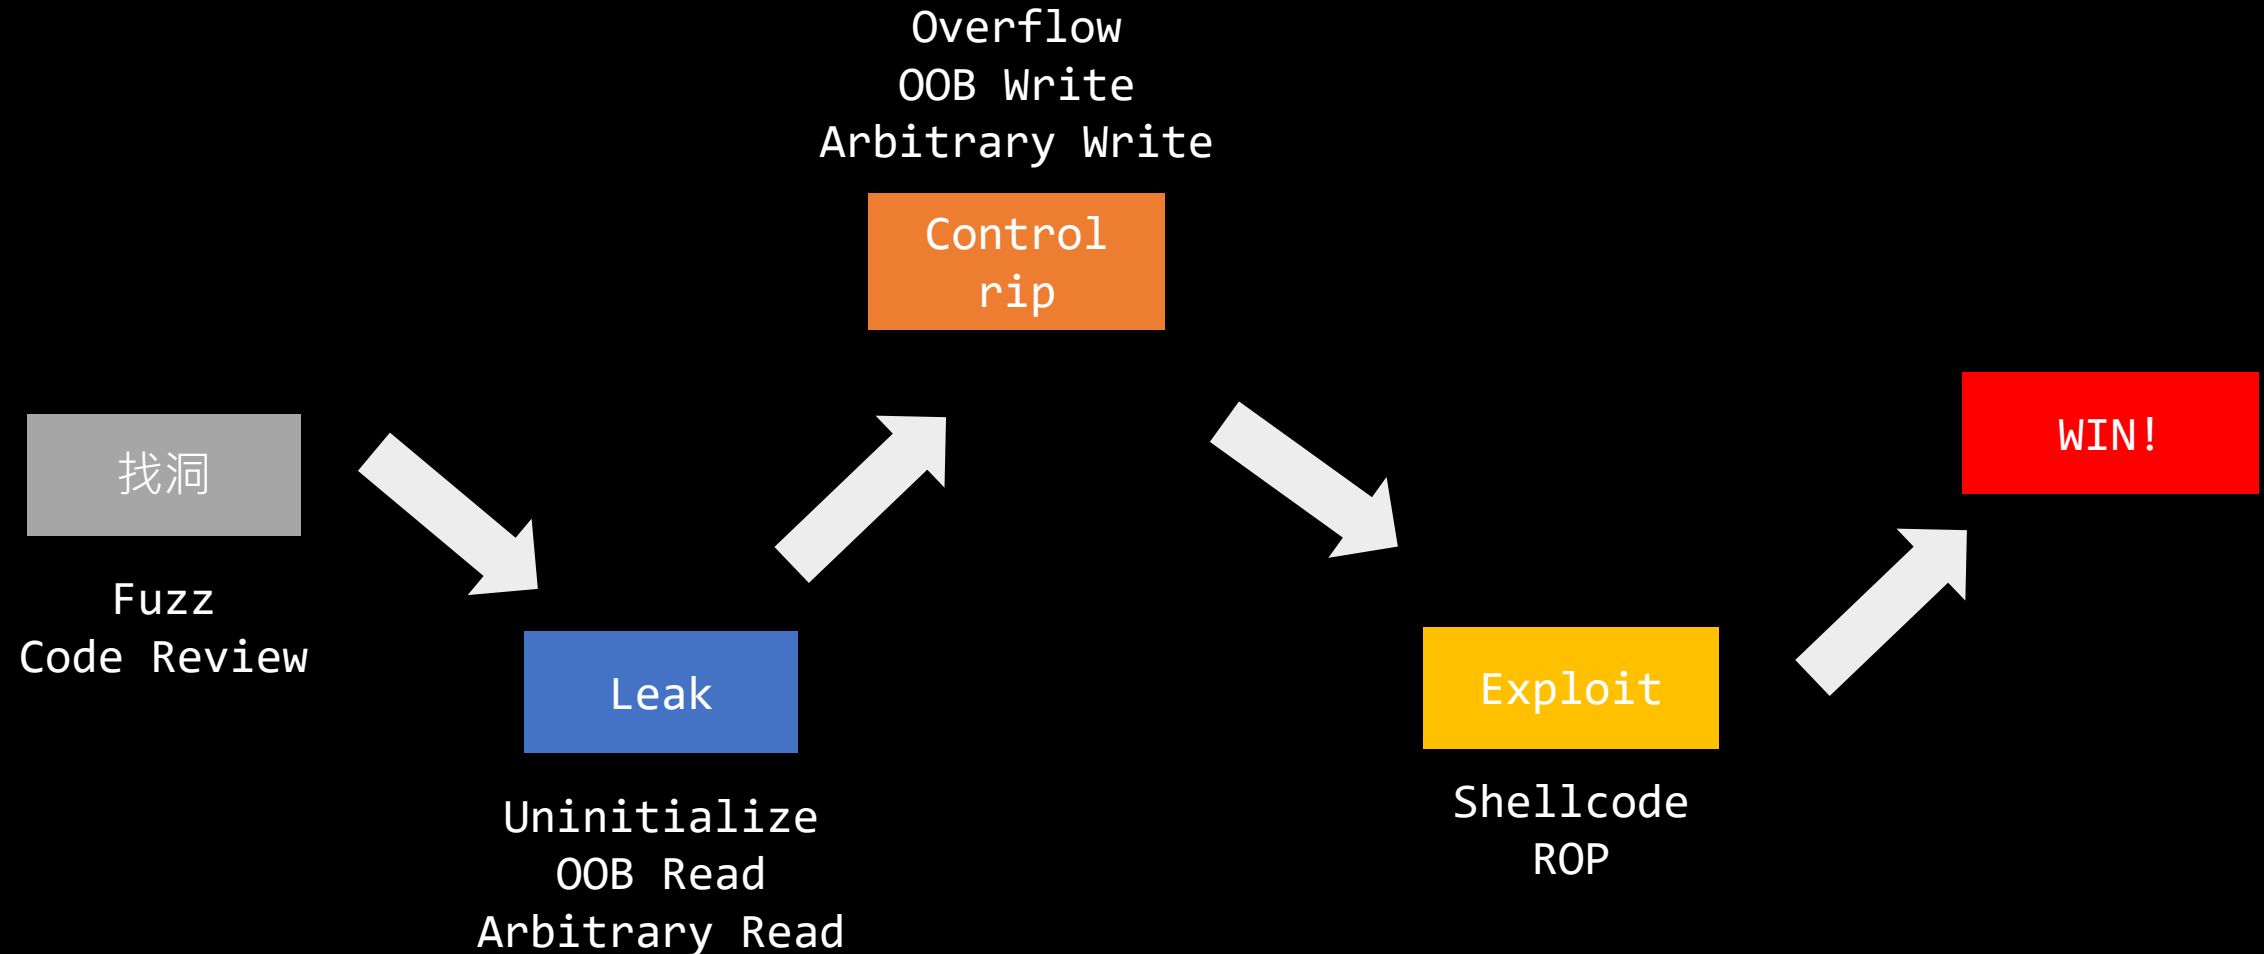 Overflow
OOB Write
Arbitrary Write
Control
rip
找洞
Fuzz
Code Review
Leak
Uninitialize
OOB Read
Arbitrary Read
Exploit
Shellcode
ROP
WIN!